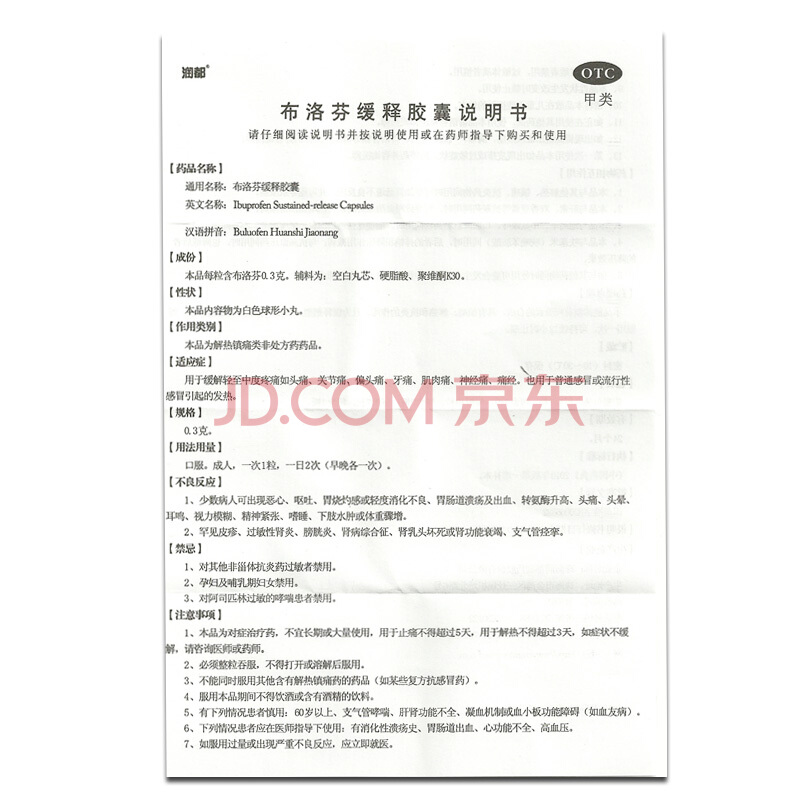 润都®
OTC
甲类
布洛芬缓释胶囊说明书
请仔细阅读说明书并按说明使用或在药师指导下购买和使用
【药品名称】
通用名称：布洛芬缓释胶囊
英文名称：Ibuprofen Sustained-release Capsules
汉语拼音：Buluofen Huanshi Jiaonang
【成份】
本品每粒含布洛芬0.3克。辅料为：空白丸芯、硬脂酸、聚维酮K30。
【性状】
本品内容物为白色球形小丸。
【作用类别】
本品为解热镇痛类非处方药药品。
【适应症】
用于缓解轻至中度疼痛如头痛、关节痛、偏头痛、牙痛、肌肉痛、神经痛、痛经。也用于普通感冒或流行性
感冒引起的发热。
JD.COM 京东
【规格】
0.3克。
【用法用量】
口服。成人，一次1粒，一日2次（早晚各一次）。
【不良反应】
1、少数病人可出现恶心、呕吐、胃烧灼感或轻度消化不良、胃肠道溃疡及出血、转氨酶升高、头痛、头晕、
耳鸣、视力模糊、精神紧张、嗜睡、下肢水肿或体重骤增。
2、罕见皮疹、过敏性肾炎、膀胱炎、肾病综合征、肾乳头坏死或肾功能衰竭、支气管痉挛。
【禁忌】
1、对其他非甾体抗炎药过敏者禁用。
2、孕妇及哺乳期妇女禁用。
3、对阿司匹林过敏的哮喘患者禁用。
【注意事项】
1、本品为对症治疗药，不宜长期或大量使用，用于止痛不得超过5天，用于解热不得超过3天，如症状不缓
解，请咨询医师或药师。
2、必须整粒吞服，不得打开或溶解后服用。
3、不能同时服用其他含有解热镇痛药的药品（如某些复方抗感冒药）。
4、服用本品期间不得饮酒或含有酒精的饮料。
5、有下列情况患者慎用：60岁以上、支气管哮喘、肝肾功能不全、凝血机制或血小板功能障碍（如血友病）。
6、下列情况患者应在医师指导下使用：有消化性溃疡史、胃肠道出血、心功能不全、高血压。
7、如服用过量或出现严重不良反应，应立即就医。